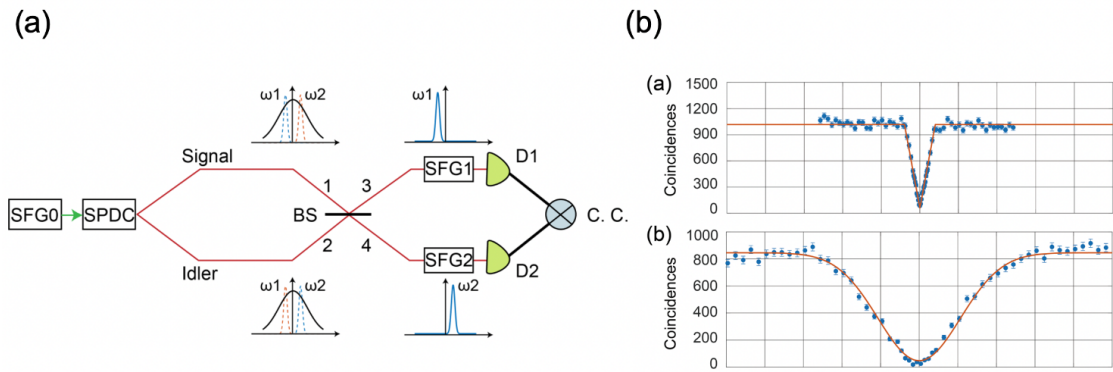 (a)
(b)
ω1 ω2
ω1
Signal
SFG1
D1
1
3
SFG0
SPDC
BS
C. C.
2
4
Idler
SFG2
D2
ω1 ω2
ω2
(a)
Coincidences
1500
1200
900
600
300
0
(b)
Coincidences
1000
800
600
400
200
0